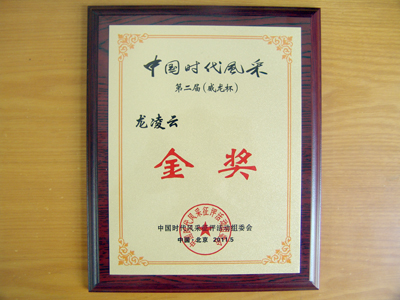 中国时代风采
第二届(威龙杯)
龙凌云
金奖
中国时代风采征评活动组委会
中国·北京 2011.5